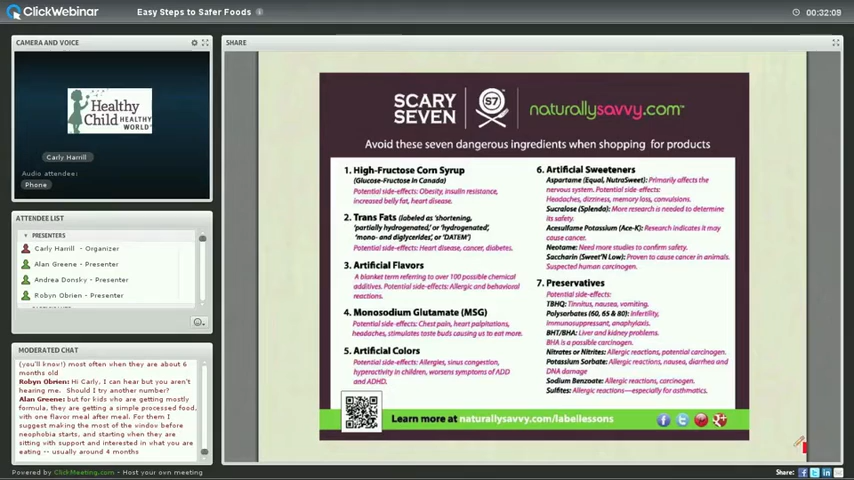 ClickWebinar
Easy Steps to Safer Foods
00:32:09
CAMERA AND VOICE
Healthy
Child HEALTHY
WORLD
Carly Harrill
Audio attendee:
Phone
ATTENDEE LIST
PRESENTERS
Carly Harrill - Organizer
Alan Greene - Presenter
Andrea Donsky - Presenter
Robyn Obrien - Presenter
MODERATED CHAT
(you'll know!) most often when they are about 6
months old
Robyn Obrien: Hi Carly, I can hear but you aren't
hearing me. Should I try another number?
Alan Greene: but for kids who are getting mostly
formula, they are getting a simple processed food,
with one flavor meal after meal. For them I
suggest making the most of the window before
neophobia starts, and starting when they are
sitting with support and interested in what you are
eating -- usually around 4 months
SHARE
SCARY
SEVEN
S7
naturallysavvy.com
Avoid these seven dangerous ingredients when shopping for products
1. High-Fructose Corn Syrup
(Glucose-Fructose in Canada)
Potential side-effects: Obesity, insulin resistance,
increased belly fat, heart disease.
2. Trans Fats (labeled as 'shortening,
'partially hydrogenated,' or 'hydrogenated',
'mono- and diglycerides', or 'DATEM')
Potential side-effects: Heart disease, cancer, diabetes.
3. Artificial Flavors
A blanket term referring to over 100 possible chemical
additives. Potential side-effects: Allergic and behavioral
reactions.
4. Monosodium Glutamate (MSG)
Potential side-effects: Chest pain, heart palpitations,
headaches, stimulates taste buds causing us to eat more.
5. Artificial Colors
Potential side-effects: Allergies, sinus congestion,
hyperactivity in children, worsens symptoms of ADD
and ADHD.
6. Artificial Sweeteners
Aspartame (Equal, NutraSweet): Primarily affects the
nervous system. Potential side-effects:
Headaches, dizziness, memory loss, convulsions.
Sucralose (Splenda): More research is needed to determine
its safety.
Acesulfame Potassium (Ace-K): Research indicates it may
cause cancer.
Neotame: Need more studies to confirm safety.
Saccharin (Sweet'N Low): Proven to cause cancer in animals.
Suspected human carcinogen.
7. Preservatives
Potential side-effects:
TBHQ: Tinnitus, nausea, vomiting.
Polysorbates (60, 65 & 80): Infertility,
immunosuppressant, anaphylaxis.
BHT/BHA: Liver and kidney problems.
BHA is a possible carcinogen.
Nitrates or Nitrites: Allergic reactions, potential carcinogen.
Potassium Sorbate: Allergic reactions, nausea, diarrhea and
DNA damage
Sodium Benzoate: Allergic reactions, carcinogen.
Sulfites: Allergic reactions—especially for asthmatics.
Learn more at naturallysavvy.com/labellessons
Powered by ClickMeeting.com - Host your own meeting
Share: